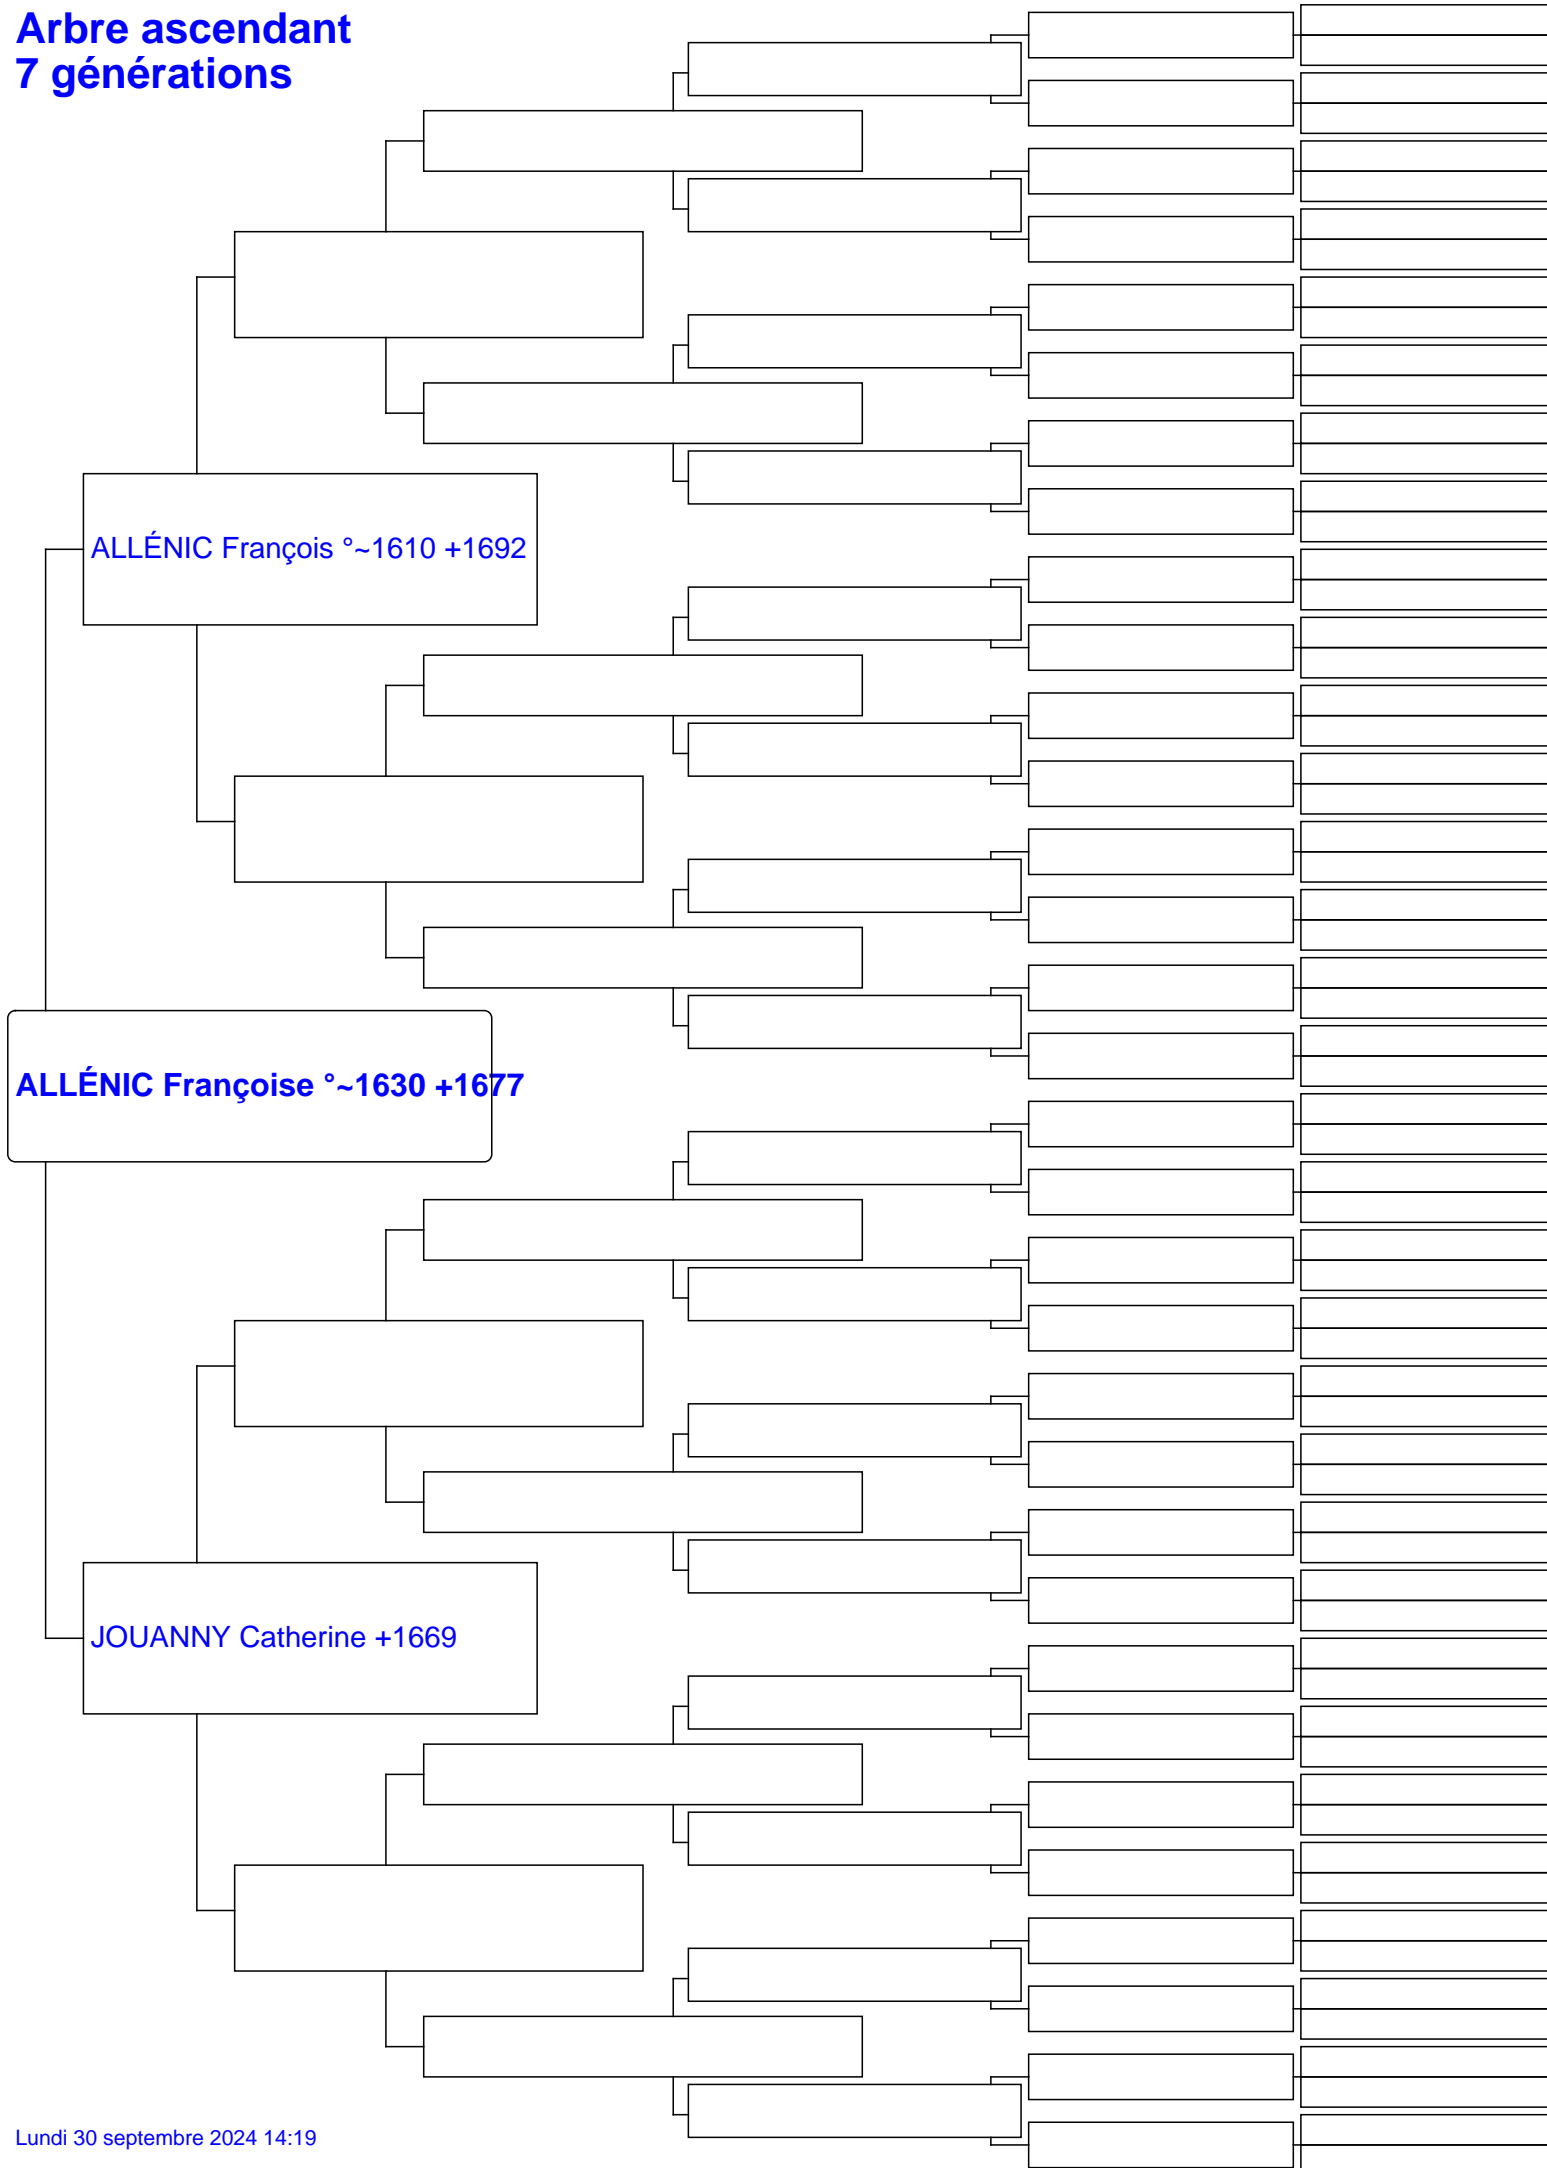 Arbre ascendant
7 générations
ALLÉNIC François °~1610 +1692
ALLÉNIC Françoise °~1630 +1677
JOUANNY Catherine +1669
Lundi 30 septembre 2024 14:19